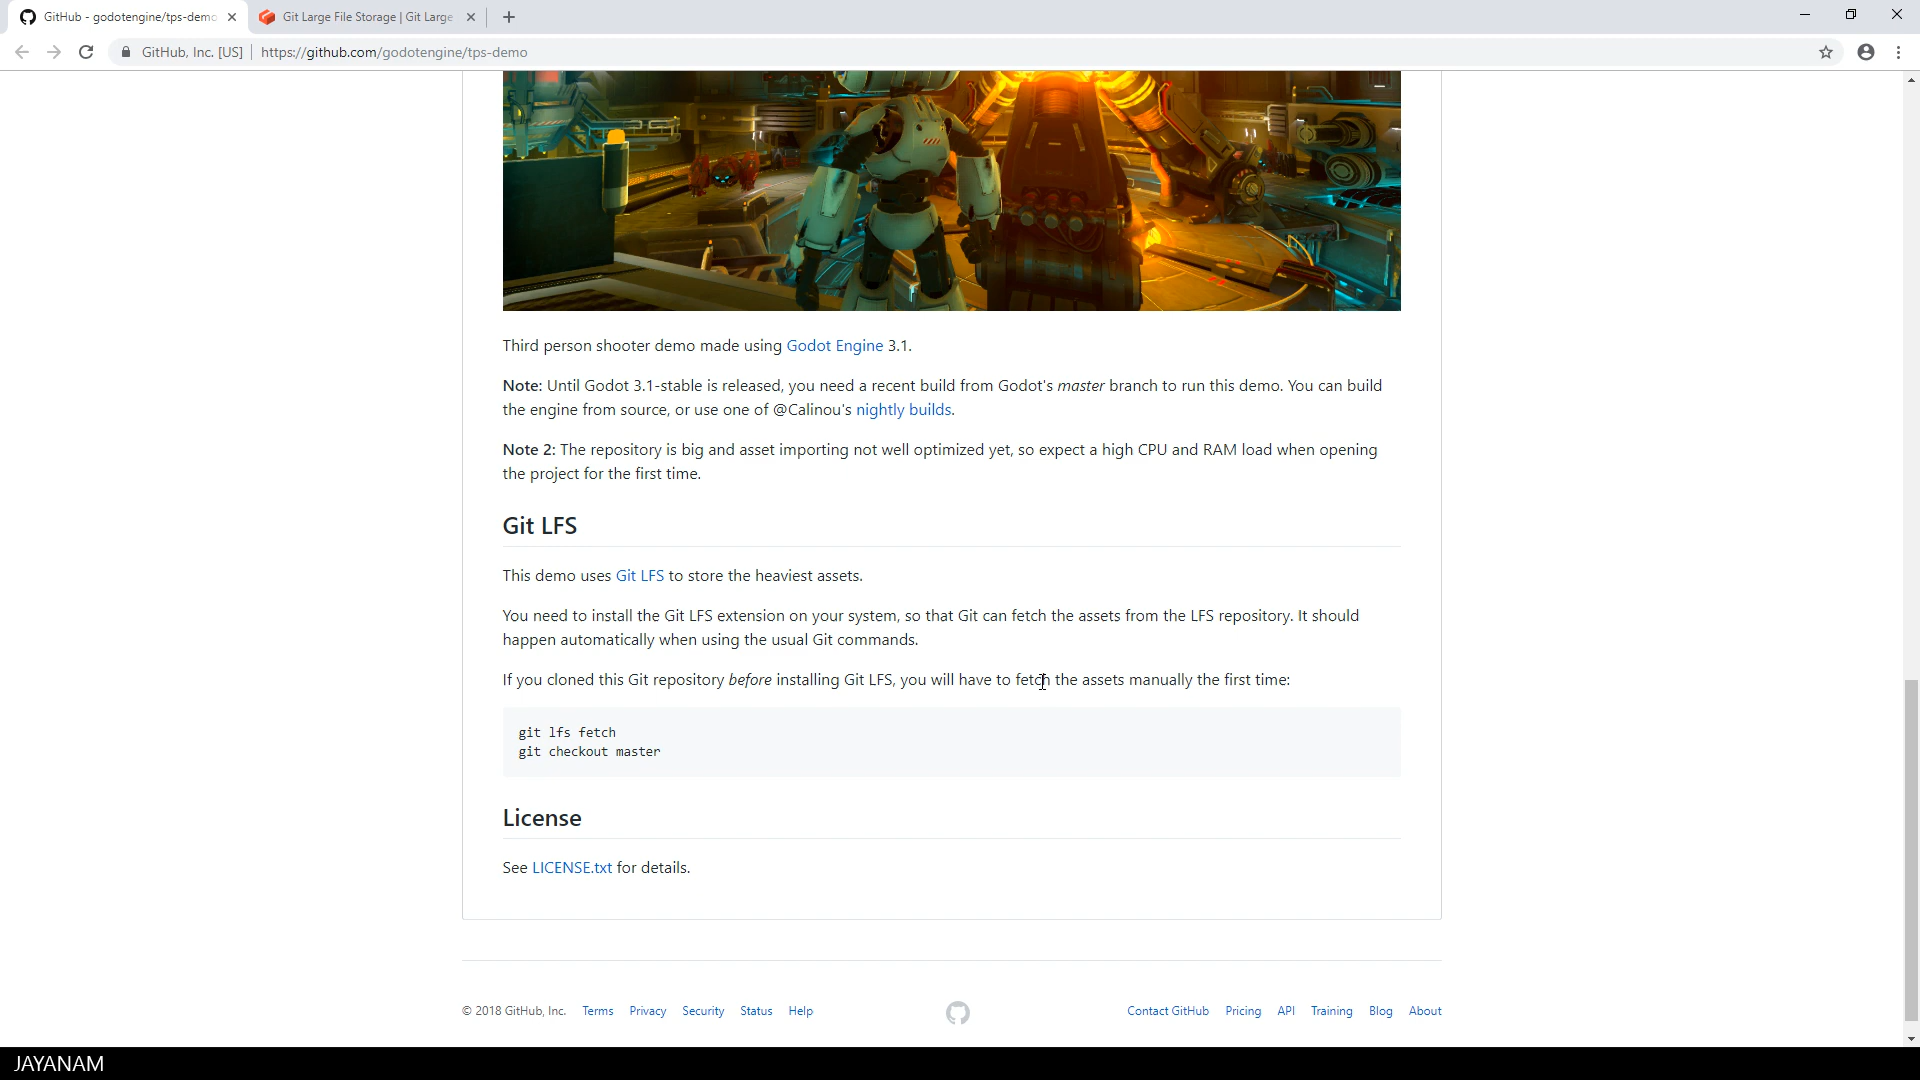 GitHub - godotengine/tps-demo
Git Large File Storage | Git Large
GitHub, Inc. [US]
https://github.com/godotengine/tps-demo
Third person shooter demo made using Godot Engine 3.1.
Note: Until Godot 3.1-stable is released, you need a recent build from Godot's master branch to run this demo. You can build
the engine from source, or use one of @Calinou's nightly builds.
Note 2: The repository is big and asset importing not well optimized yet, so expect a high CPU and RAM load when opening
the project for the first time.
Git LFS
This demo uses Git LFS to store the heaviest assets.
You need to install the Git LFS extension on your system, so that Git can fetch the assets from the LFS repository. It should
happen automatically when using the usual Git commands.
If you cloned this Git repository before installing Git LFS, you will have to fetch the assets manually the first time:
git lfs fetch
git checkout master
License
See LICENSE.txt for details.
© 2018 GitHub, Inc. Terms Privacy Security Status Help
Contact GitHub Pricing API Training Blog About
JAYANAM